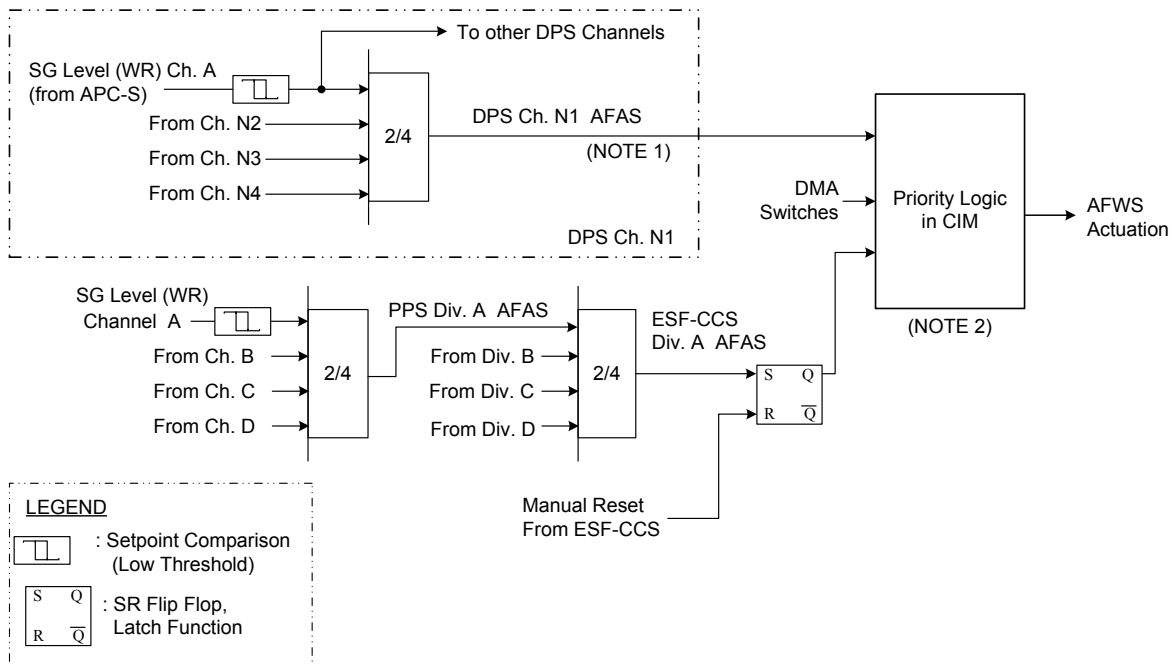 To other DPS Channels
SG Level (WR) Ch. A
(from APC-S)
From Ch. N2
From Ch. N3
From Ch. N4
2/4
DPS Ch. N1 AFAS
(NOTE 1)
DPS Ch. N1
DMA
Switches
Priority Logic
in CIM
AFWS
Actuation
(NOTE 2)
SG Level (WR)
Channel A
From Ch. B
From Ch. C
From Ch. D
2/4
PPS Div. A AFAS
From Div. B
From Div. C
From Div. D
2/4
ESF-CCS
Div. A AFAS
S Q
R Q
Manual Reset
From ESF-CCS
LEGEND
: Setpoint Comparison
(Low Threshold)
S Q
R Q
: SR Flip Flop,
Latch Function